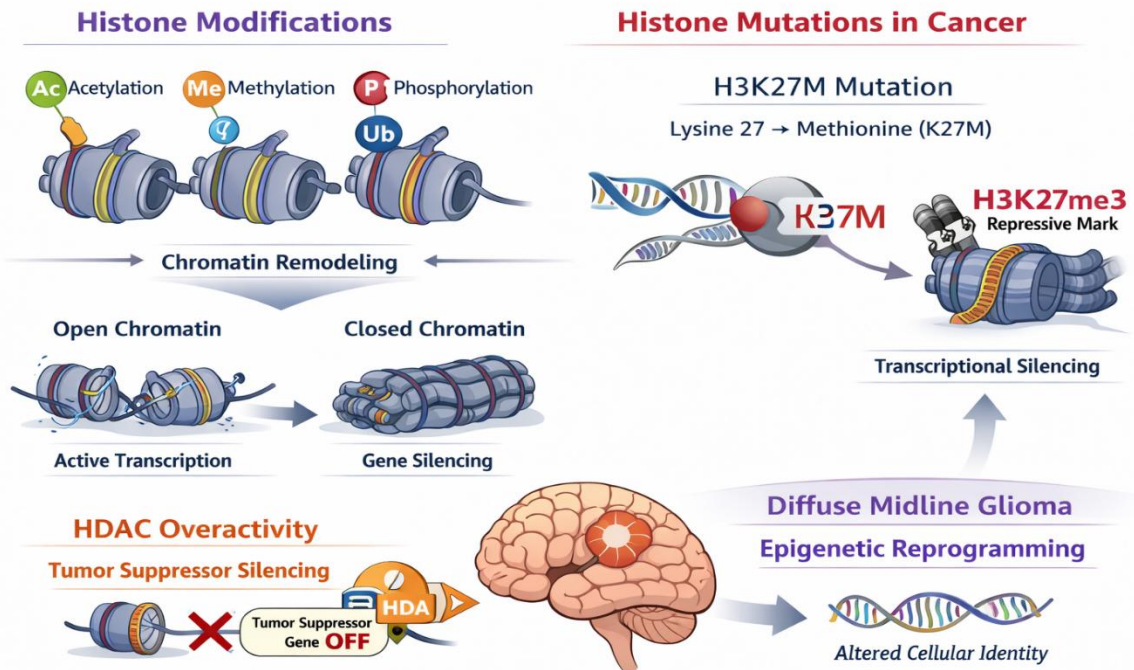 Histone Modifications
Ac Acetylation
Me Methylation
P Phosphorylation
Ub
Chromatin Remodeling
Open Chromatin
Closed Chromatin
Active Transcription
Gene Silencing
HDAC Overactivity
Tumor Suppressor Silencing
HDA
Tumor Suppressor
Gene OFF
Histone Mutations in Cancer
H3K27M Mutation
Lysine 27 → Methionine (K27M)
K37M
H3K27me3
Repressive Mark
Transcriptional Silencing
Diffuse Midline Glioma
Epigenetic Reprogramming
Altered Cellular Identity